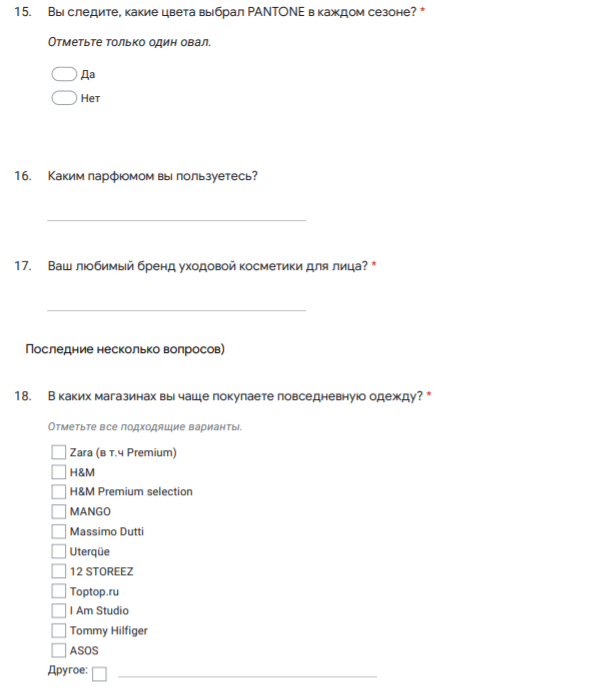 15. Вы следите, какие цвета выбрал PANTONE в каждом сезоне? *
Отметьте только один овал.
Да
Нет
16. Каким парфюмом вы пользуетесь?
17. Ваш любимый бренд уходовой косметики для лица? *
Последние несколько вопросов)
18. В каких магазинах вы чаще покупаете повседневную одежду? *
Отметьте все подходящие варианты.
Zara (в т.ч Premium)
H&M
H&M Premium selection
MANGO
Massimo Dutti
Uterqüe
12 STOREEZ
Toptop.ru
I Am Studio
Tommy Hilfiger
ASOS
Другое: